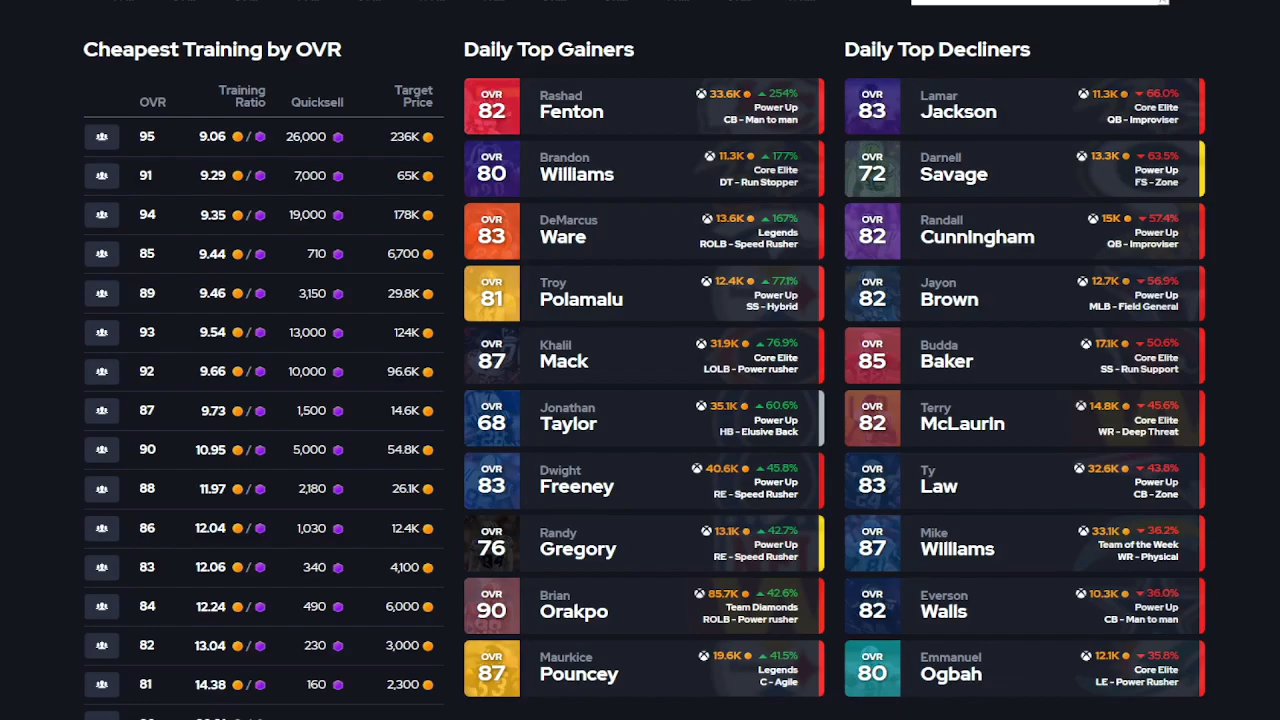 Cheapest Training by OVR
OVR Training Ratio Quicksell Target Price
95 9.06 / 26,000 236K
91 9.29 / 7,000 65K
94 9.35 / 19,000 178K
85 9.44 / 710 6,700
89 9.46 / 3,150 29.8K
93 9.54 / 13,000 124K
92 9.66 / 10,000 96.6K
87 9.73 / 1,500 14.6K
90 10.95 / 5,000 54.8K
88 11.97 / 2,180 26.1K
86 12.04 / 1,030 12.4K
83 12.06 / 340 4,100
84 12.24 / 490 6,000
82 13.04 / 230 3,000
81 14.38 / 160 2,300
Daily Top Gainers
OVR 82
Rashad
Fenton
33.6K 254%
Power Up
CB - Man to man
OVR 80
Brandon
Williams
11.3K 177%
Core Elite
DT - Run Stopper
OVR 83
DeMarcus
Ware
13.6K 167%
Legends
ROLB - Speed Rusher
OVR 81
Troy
Polamalu
12.4K 77.1%
Power Up
SS - Hybrid
OVR 87
Khalil
Mack
31.9K 76.9%
Core Elite
LOLB - Power rusher
OVR 68
Jonathan
Taylor
35.1K 60.6%
Power Up
HB - Elusive Back
OVR 83
Dwight
Freeney
40.6K 45.8%
Power Up
RE - Speed Rusher
OVR 76
Randy
Gregory
13.1K 42.7%
Power Up
RE - Speed Rusher
OVR 90
Brian
Orakpo
85.7K 42.6%
Team Diamonds
ROLB - Power rusher
OVR 87
Maurkice
Pouncey
19.6K 41.5%
Legends
C - Agile
Daily Top Decliners
OVR 83
Lamar
Jackson
11.3K 66.0%
Core Elite
QB - Improviser
OVR 72
Darnell
Savage
13.3K 63.5%
Power Up
FS - Zone
OVR 82
Randall
Cunningham
15K 57.4%
Power Up
QB - Improviser
OVR 82
Jayon
Brown
12.7K 56.9%
Power Up
MLB - Field General
OVR 85
Budda
Baker
17.1K 50.6%
Core Elite
SS - Run Support
OVR 82
Terry
McLaurin
14.8K 45.6%
Core Elite
WR - Deep Threat
OVR 83
Ty
Law
32.6K 43.8%
Power Up
CB - Zone
OVR 87
Mike
Williams
33.1K 36.2%
Team of the Week
WR - Physical
OVR 82
Everson
Walls
10.3K 36.0%
Power Up
CB - Man to man
OVR 80
Emmanuel
Ogbah
12.1K 35.8%
Core Elite
LE - Power Rusher